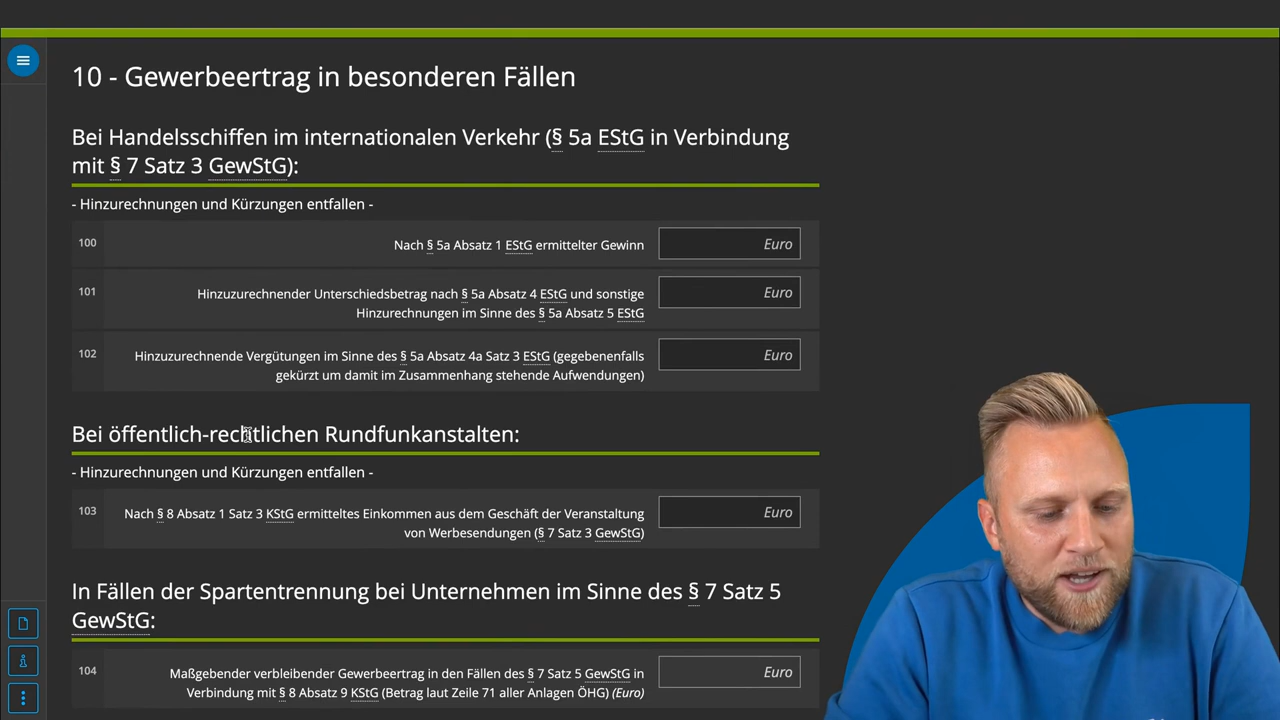 10 - Gewerbeertrag in besonderen Fällen
Bei Handelsschiffen im internationalen Verkehr (§ 5a EStG in Verbindung
mit § 7 Satz 3 GewStG):
- Hinzurechnungen und Kürzungen entfallen -
100 Nach § 5a Absatz 1 EStG ermittelter Gewinn Euro
101 Hinzuzurechnender Unterschiedsbetrag nach § 5a Absatz 4 EStG und sonstige Euro
Hinzurechnungen im Sinne des § 5a Absatz 5 EStG
102 Hinzuzurechnende Vergütungen im Sinne des § 5a Absatz 4a Satz 3 EStG (gegebenenfalls Euro
gekürzt um damit im Zusammenhang stehende Aufwendungen)
Bei öffentlich-rechtlichen Rundfunkanstalten:
- Hinzurechnungen und Kürzungen entfallen -
103 Nach § 8 Absatz 1 Satz 3 KStG ermitteltes Einkommen aus dem Geschäft der Veranstaltung Euro
von Werbesendungen (§ 7 Satz 3 GewStG)
In Fällen der Spartentrennung bei Unternehmen im Sinne des § 7 Satz 5
GewStG:
104 Maßgebender verbleibender Gewerbeertrag in den Fällen des § 7 Satz 5 GewStG in Euro
Verbindung mit § 8 Absatz 9 KStG (Betrag laut Zeile 71 aller Anlagen ÖHG) (Euro)